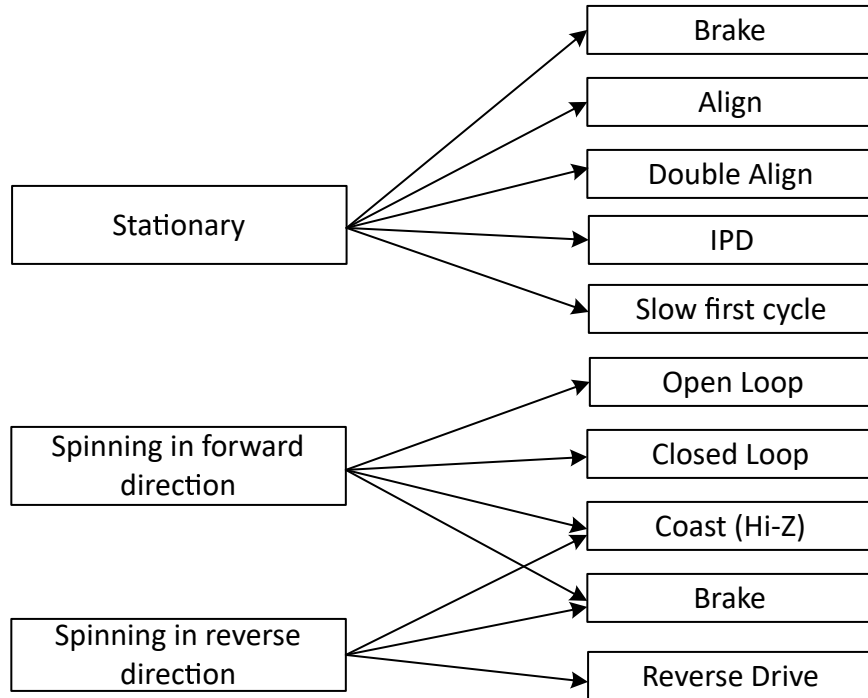 Brake
Align
Double Align
Stationary
IPD
Slow first cycle
Open Loop
Spinning in forward
direction
Closed Loop
Coast (Hi-Z)
Brake
Spinning in reverse
direction
Reverse Drive